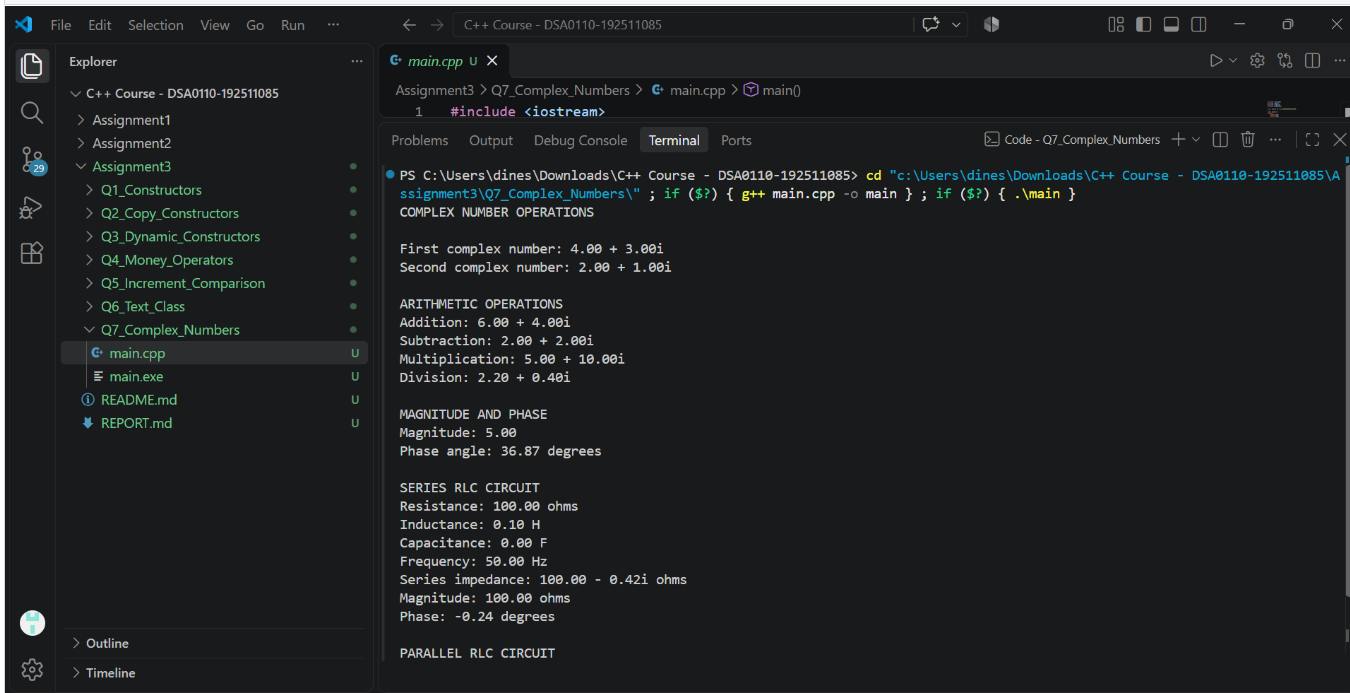 File Edit Selection View Go Run ··· C++ Course - DSA0110-192511085
Explorer ···
C++ Course - DSA0110-192511085
Assignment1
Assignment2
Assignment3
Q1_Constructors
Q2_Copy_Constructors
Q3_Dynamic_Constructors
Q4_Money_Operators
Q5_Increment_Comparison
Q6_Text_Class
Q7_Complex_Numbers
main.cpp U
main.exe U
README.md U
REPORT.md U
Outline
Timeline
29
main.cpp U
Assignment3 > Q7_Complex_Numbers > main.cpp > main()
1 #include <iostream>
Problems Output Debug Console Terminal Ports Code - Q7_Complex_Numbers
PS C:\Users\dines\Downloads\C++ Course - DSA0110-192511085> cd "c:\Users\dines\Downloads\C++ Course - DSA0110-192511085\A
ssignment3\Q7_Complex_Numbers\" ; if ($?) { g++ main.cpp -o main } ; if ($?) { .\main }
COMPLEX NUMBER OPERATIONS
First complex number: 4.00 + 3.00i
Second complex number: 2.00 + 1.00i
ARITHMETIC OPERATIONS
Addition: 6.00 + 4.00i
Subtraction: 2.00 + 2.00i
Multiplication: 5.00 + 10.00i
Division: 2.20 + 0.40i
MAGNITUDE AND PHASE
Magnitude: 5.00
Phase angle: 36.87 degrees
SERIES RLC CIRCUIT
Resistance: 100.00 ohms
Inductance: 0.10 H
Capacitance: 0.00 F
Frequency: 50.00 Hz
Series impedance: 100.00 - 0.42i ohms
Magnitude: 100.00 ohms
Phase: -0.24 degrees
PARALLEL RLC CIRCUIT